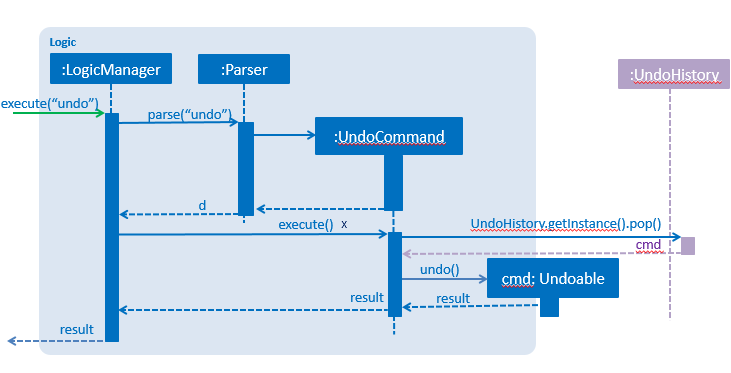 Logic
:LogicManager
:Parser
:UndoHistory
execute(“undo”)
parse(“undo”)
:UndoCommand
d
execute()
x
UndoHistory.getInstance().pop()
cmd
undo()
cmd: Undoable
result
result
result